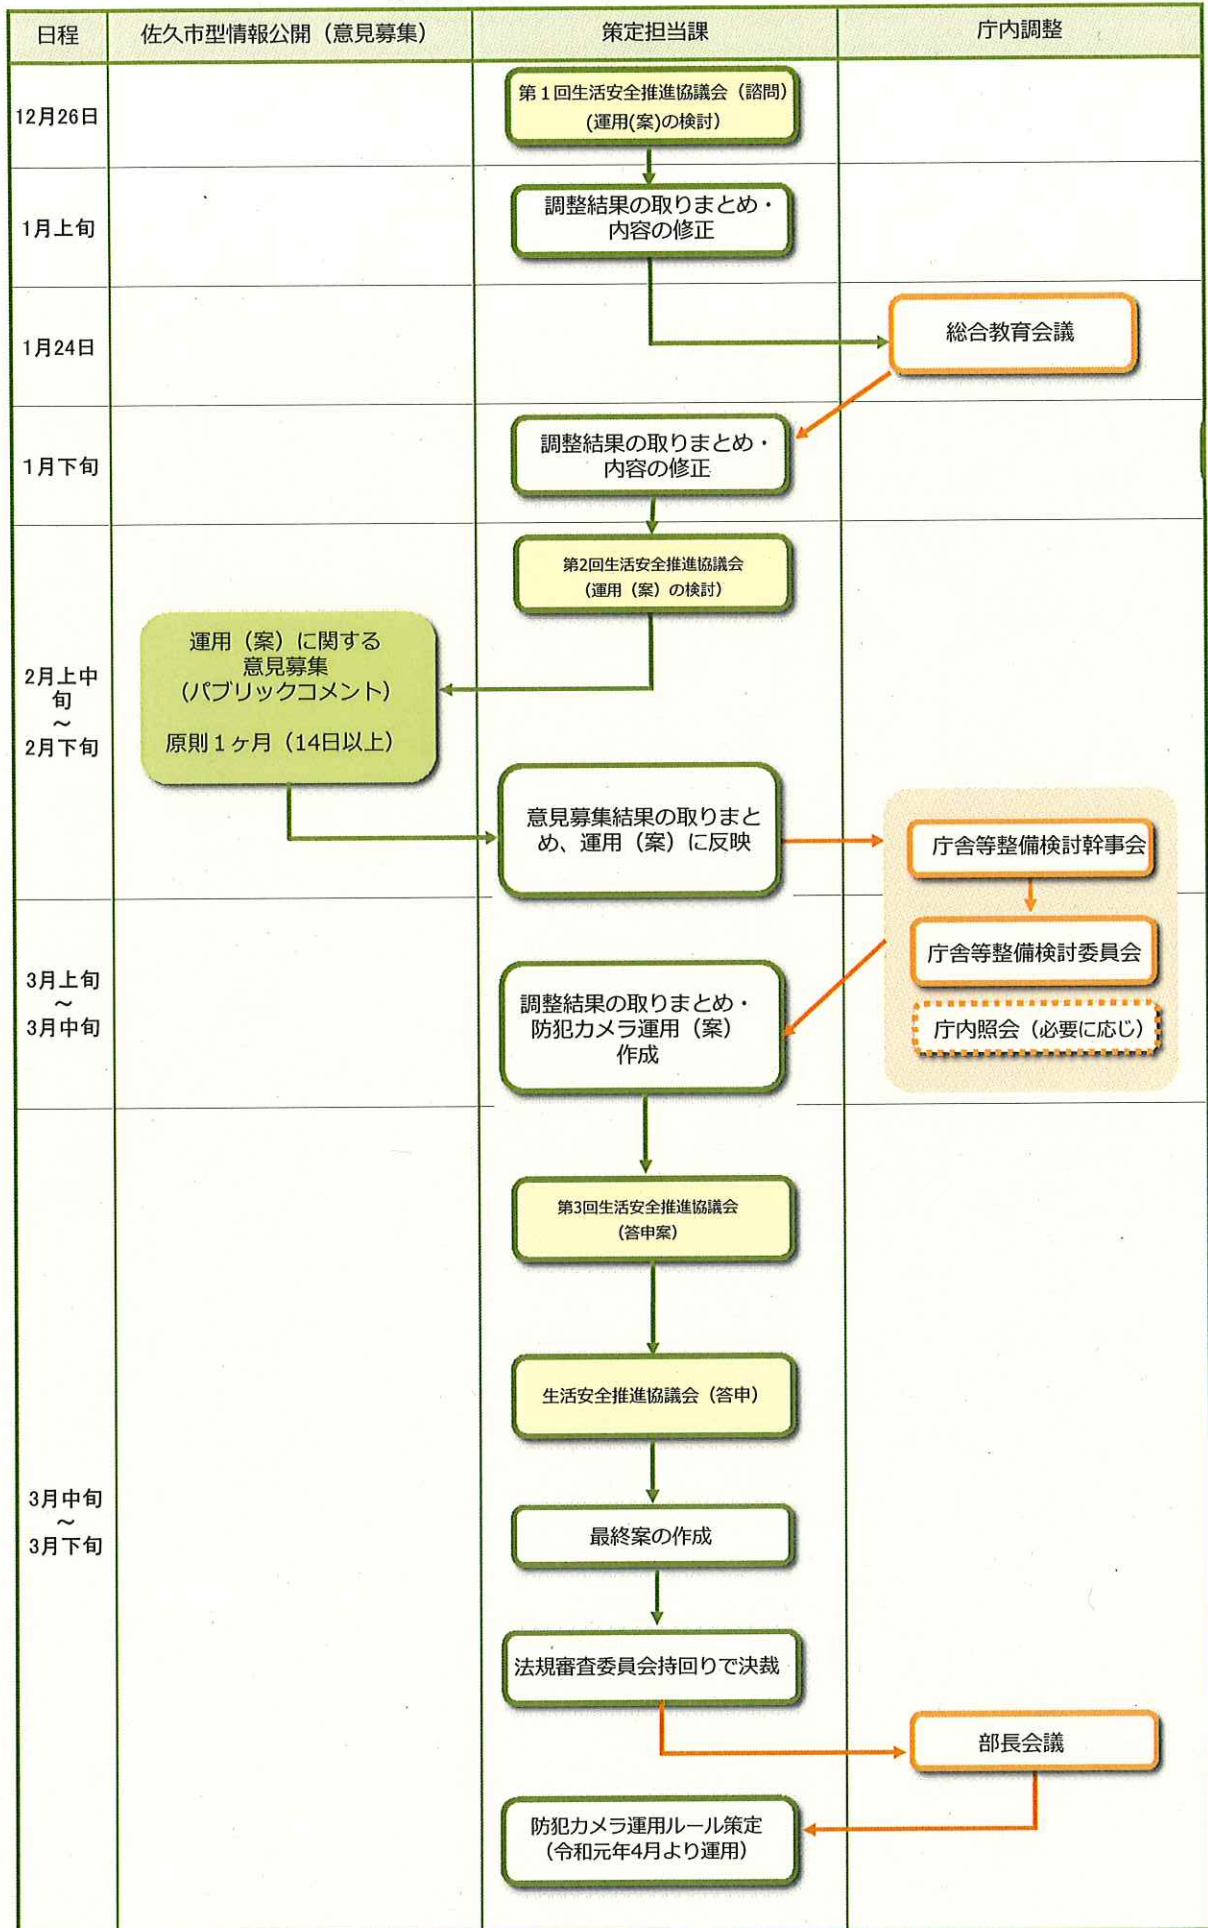 日程
佐久市型情報公開（意見募集）
策定担当課
庁内調整
12月26日
第１回生活安全推進協議会（諮問）
(運用(案)の検討）
1月上旬
調整結果の取りまとめ・
内容の修正
1月24日
総合教育会議
1月下旬
調整結果の取りまとめ・
内容の修正
2月上中
旬
～
2月下旬
第2回生活安全推進協議会
（運用（案）の検討）
運用（案）に関する
意見募集
（パブリックコメント）
原則１ヶ月（14日以上）
意見募集結果の取りまと
め、運用（案）に反映
庁舎等整備検討幹事会
庁舎等整備検討委員会
庁内照会（必要に応じ）
3月上旬
～
3月中旬
調整結果の取りまとめ・
防犯カメラ運用（案）
作成
3月中旬
～
3月下旬
第3回生活安全推進協議会
（答申案）
生活安全推進協議会（答申）
最終案の作成
法規審査委員会持回りで決裁
部長会議
防犯カメラ運用ルール策定
（令和元年4月より運用）